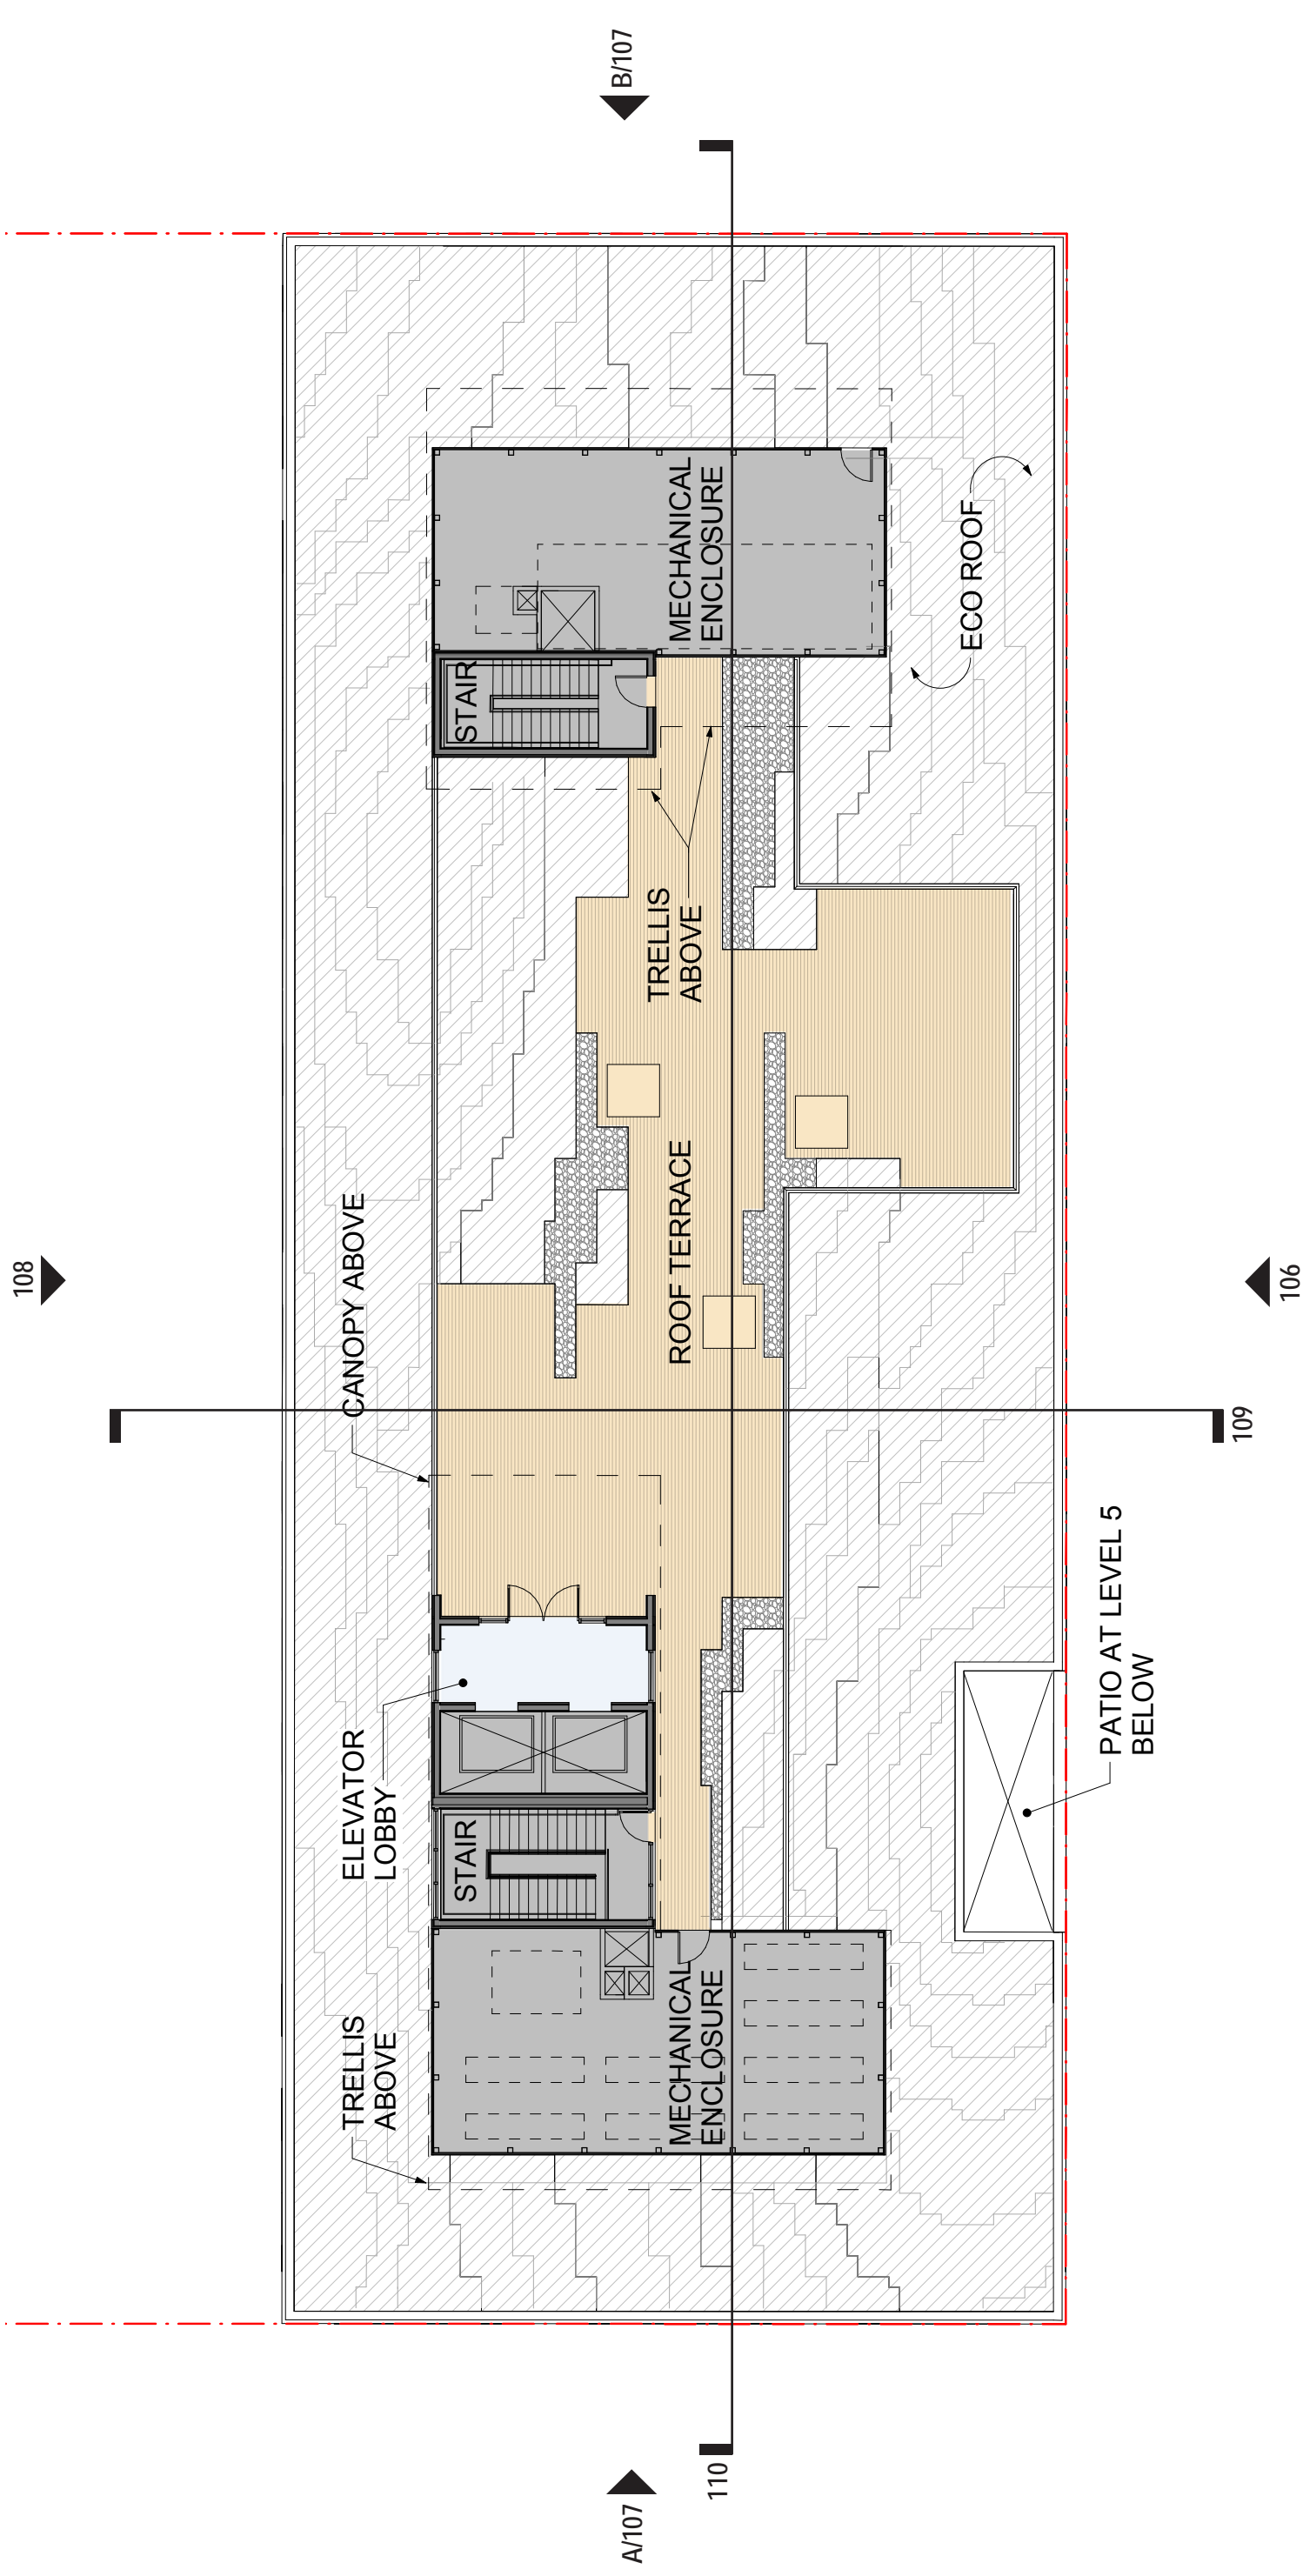 108
CANOPY ABOVE
ELEVATOR
LOBBY
TRELLIS
ABOVE
STAIR
STAIR
A/107
B/107
TRELLIS
ABOVE
MECHANICAL
ENCLOSURE
ROOF TERRACE
MECHANICAL
ENCLOSURE
110
ECO ROOF
PATIO AT LEVEL 5
BELOW
109
106